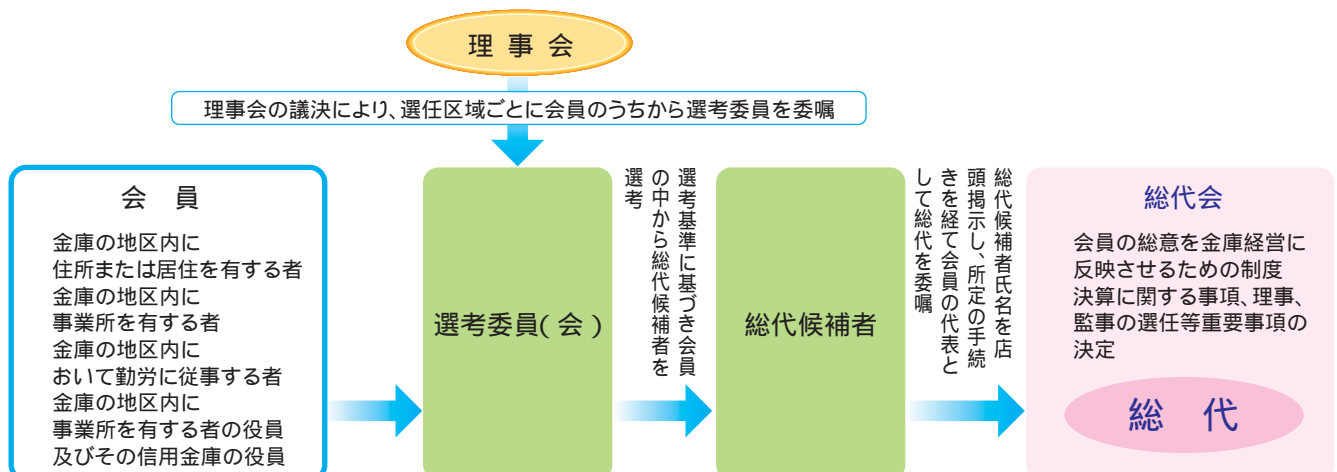 理事会
理事会の議決により、選任区域ごとに会員のうちから選考委員を委嘱
会員
金庫の地区内に
住所または居住を有する者
金庫の地区内に
事業所を有する者
金庫の地区内に
おいて勤労に従事する者
金庫の地区内に
事業所を有する者の役員
及びその信用金庫の役員
選考委員(会)
選考基準に基づき会員
の中から総代候補者を
選考
総代候補者
総代候補者氏名を店
頭掲示し、所定の手続
きを経て会員の代表と
して総代を委嘱
総代会
会員の総意を金庫経営に
反映させるための制度
決算に関する事項、理事、
監事の選任等重要事項の
決定
総代